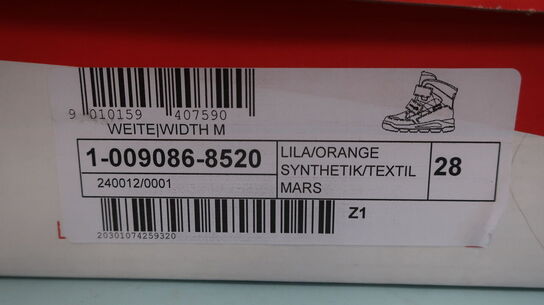 9 010159 407590
WEITE|WIDTH M
1-009086-8520
240012/0001
LILA/ORANGE
SYNTHETIK/TEXTIL
MARS
28
Z1
20301074259320